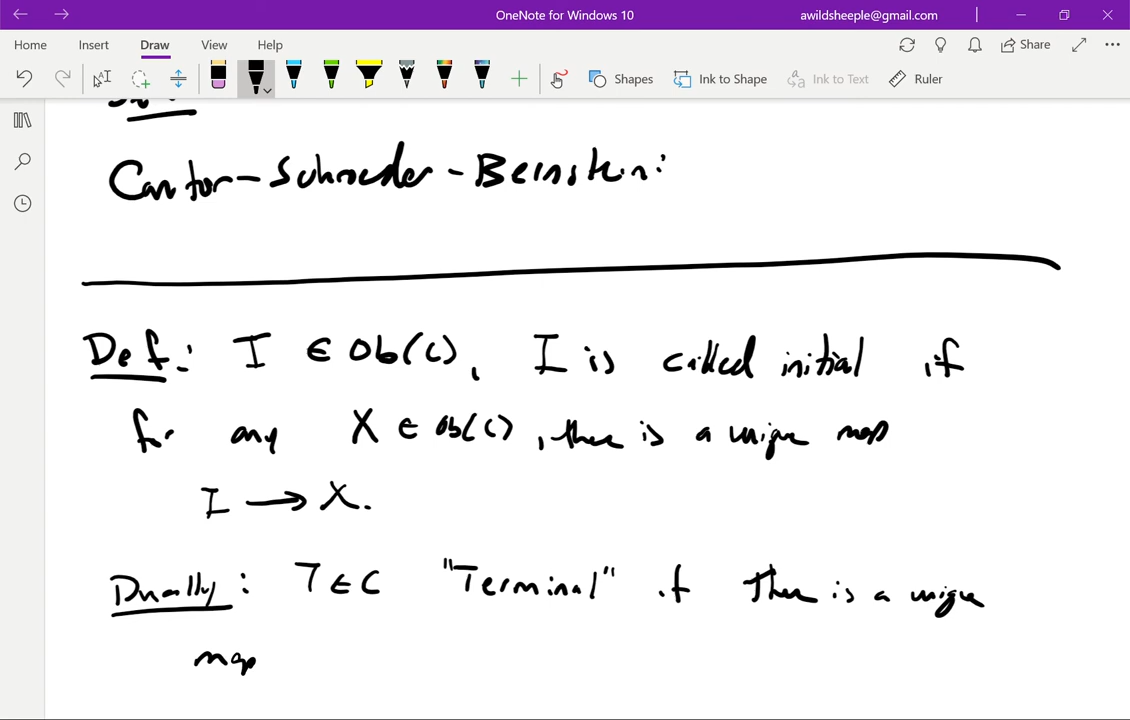 OneNote for Windows 10
awildsheeple@gmail.com
Home Insert Draw View Help
Share
Shapes
Ink to Shape
Ink to Text
Ruler
Cantor-Schroeder-Beinstein:
Def: I ∈ Ob(C), I is called initial if
for any X ∈ Ob(C), there is a unique map
I → X.
Dually: T ∈ C "Terminal" if there is a unique
map